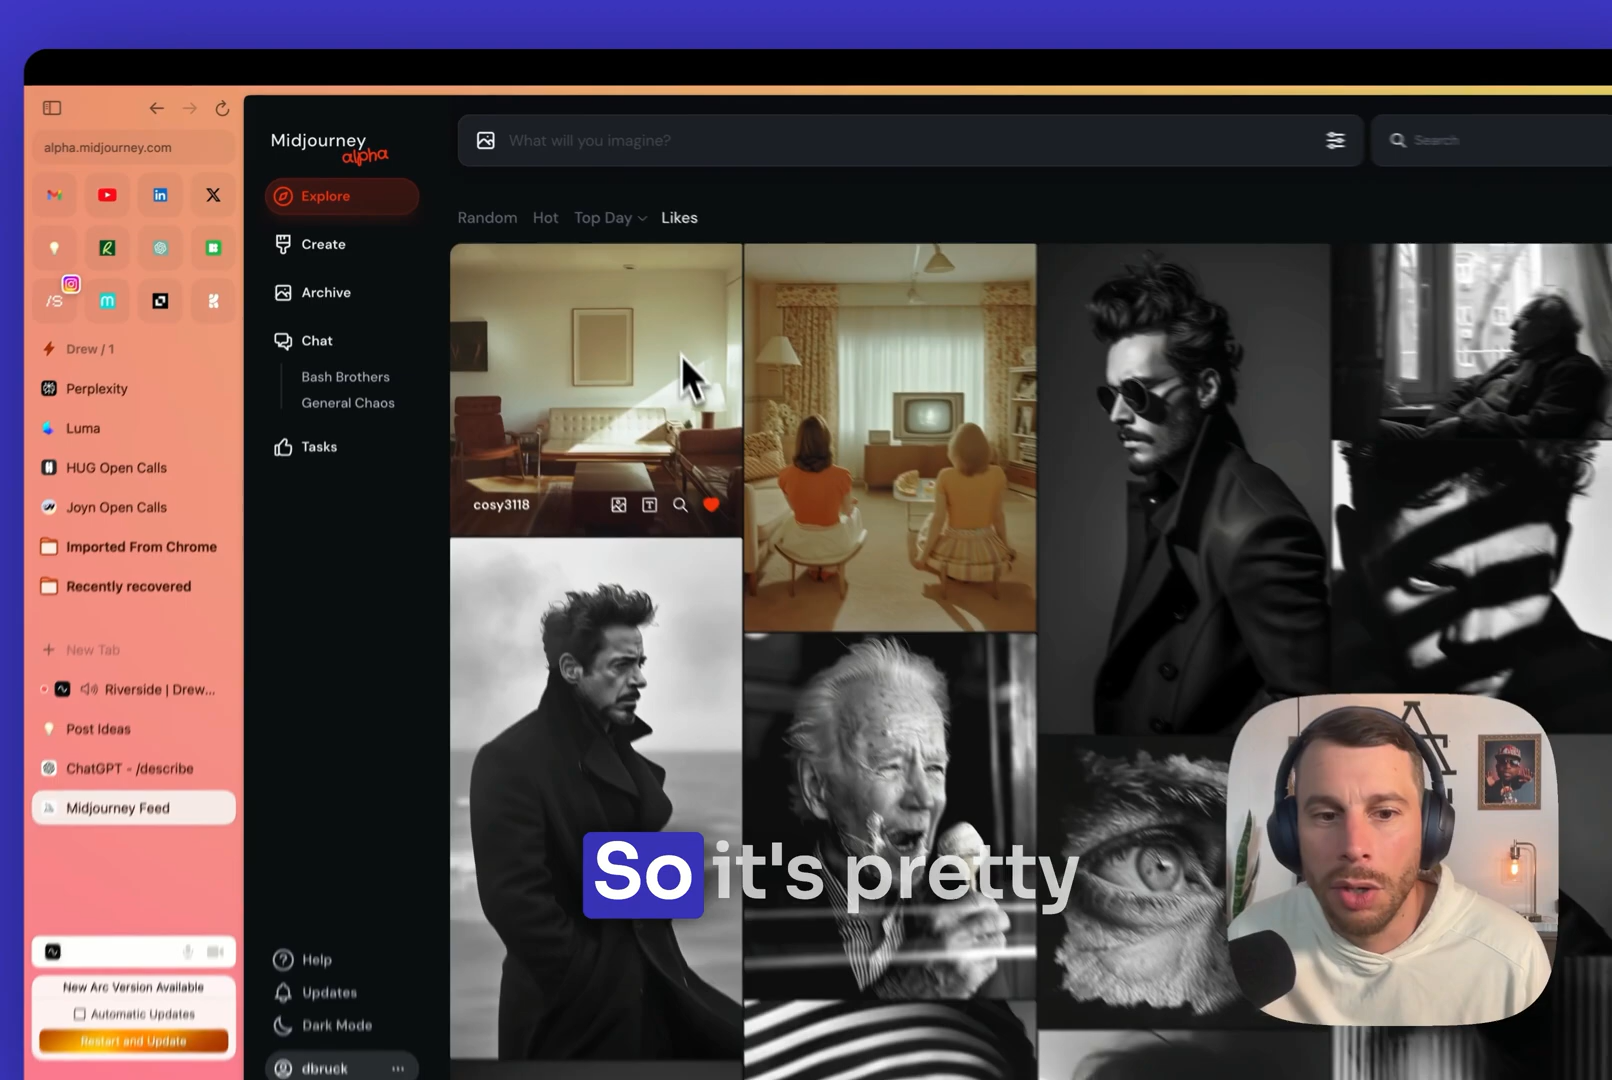 alpha.midjourney.com
Drew / 1
Perplexity
Luma
HUG Open Calls
Joyn Open Calls
Imported From Chrome
Recently recovered
New Tab
Riverside | Drew...
Post Ideas
ChatGPT - /describe
Midjourney Feed
New Arc Version Available
Automatic Updates
Restart and Update
Midjourney
alpha
Explore
Create
Archive
Chat
Bash Brothers
General Chaos
Tasks
Help
Updates
Dark Mode
dbruck
What will you imagine?
Search
Random Hot Top Day Likes
cosy3118
So it's pretty